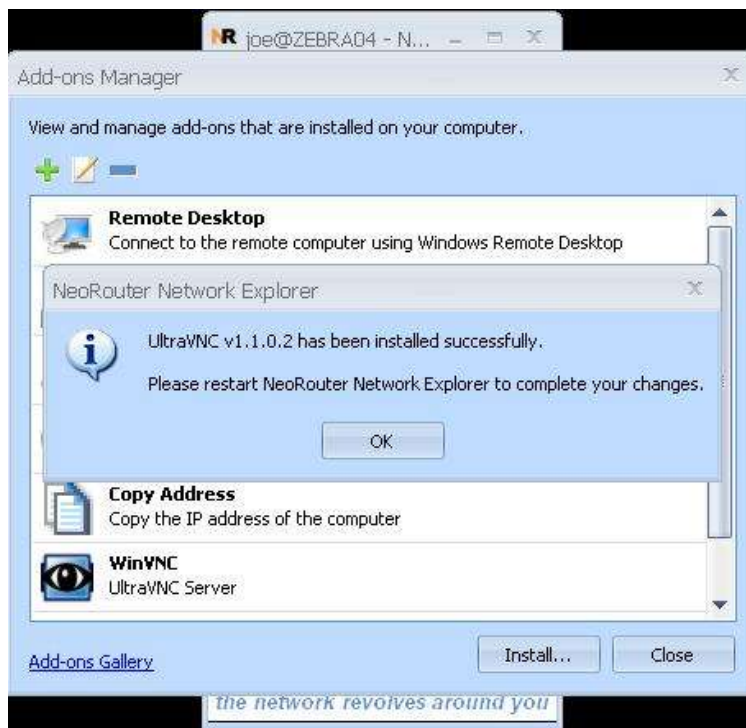 NR joe@ZEBRA04 - N...
Add-ons Manager
View and manage add-ons that are installed on your computer.
Remote Desktop
Connect to the remote computer using Windows Remote Desktop
NeoRouter Network Explorer
UltraVNC v1.1.0.2 has been installed successfully.
Please restart NeoRouter Network Explorer to complete your changes.
OK
Copy Address
Copy the IP address of the computer
WinVNC
UltraVNC Server
Add-ons Gallery
Install...
Close
the network revolves around you